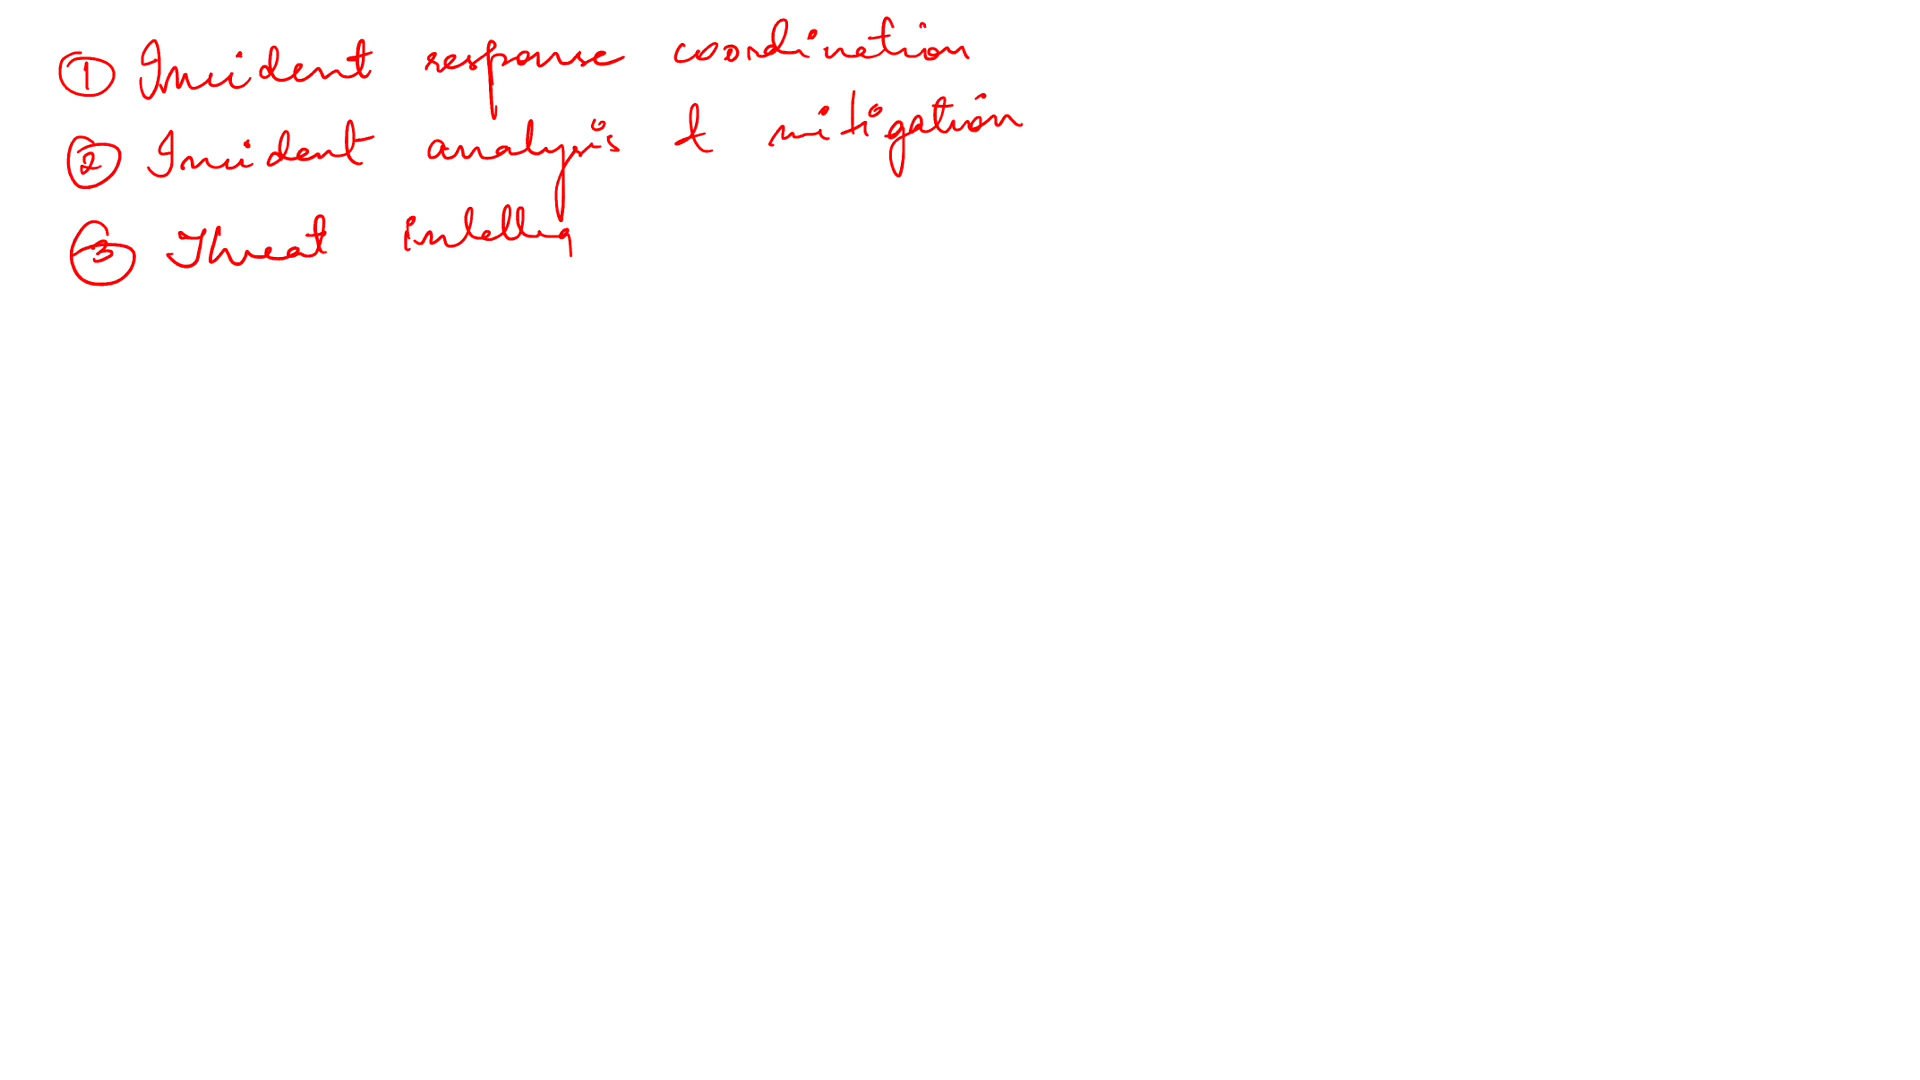 ① Incident response coordination
② Incident analysis & mitigation
③ Threat intellig